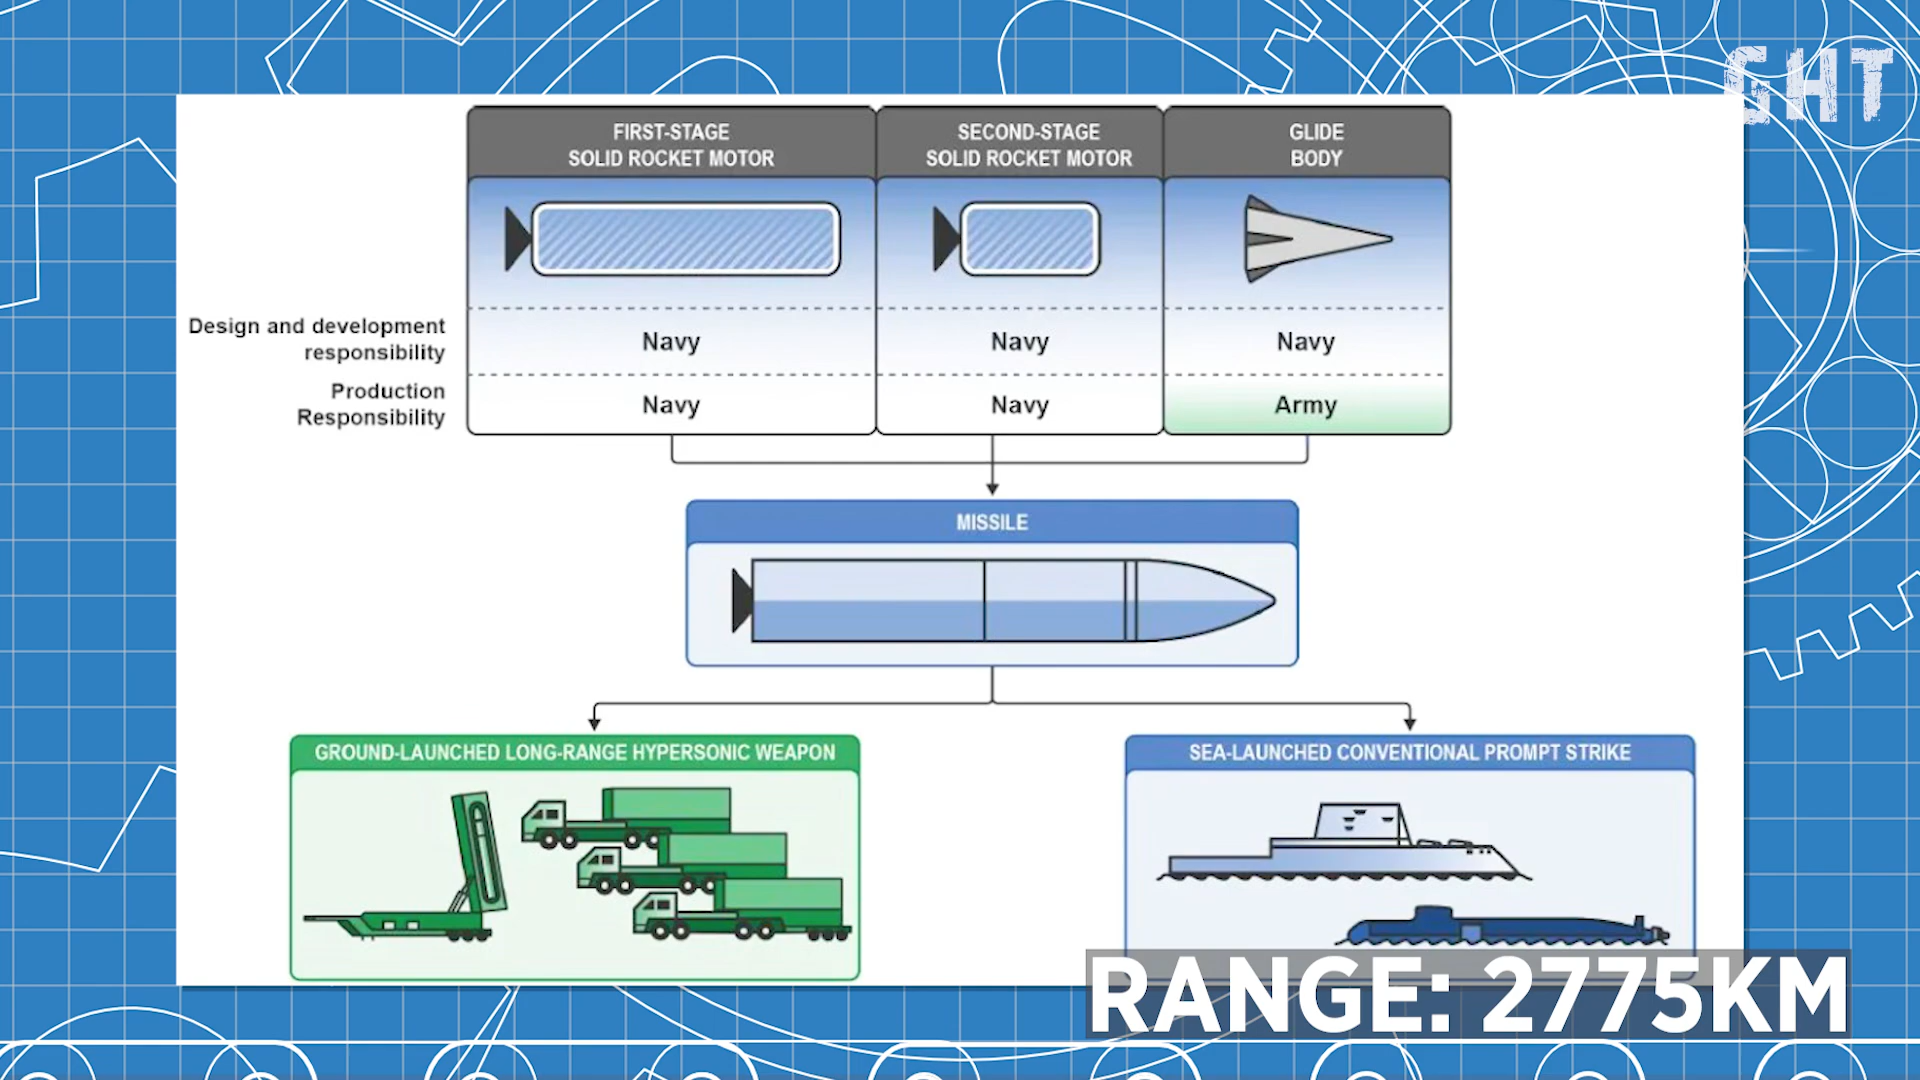 GHT
FIRST-STAGE
SOLID ROCKET MOTOR
SECOND-STAGE
SOLID ROCKET MOTOR
GLIDE
BODY
Design and development
responsibility
Navy
Navy
Navy
Production
Responsibility
Navy
Navy
Army
MISSILE
GROUND-LAUNCHED LONG-RANGE HYPERSONIC WEAPON
SEA-LAUNCHED CONVENTIONAL PROMPT STRIKE
RANGE: 2775KM